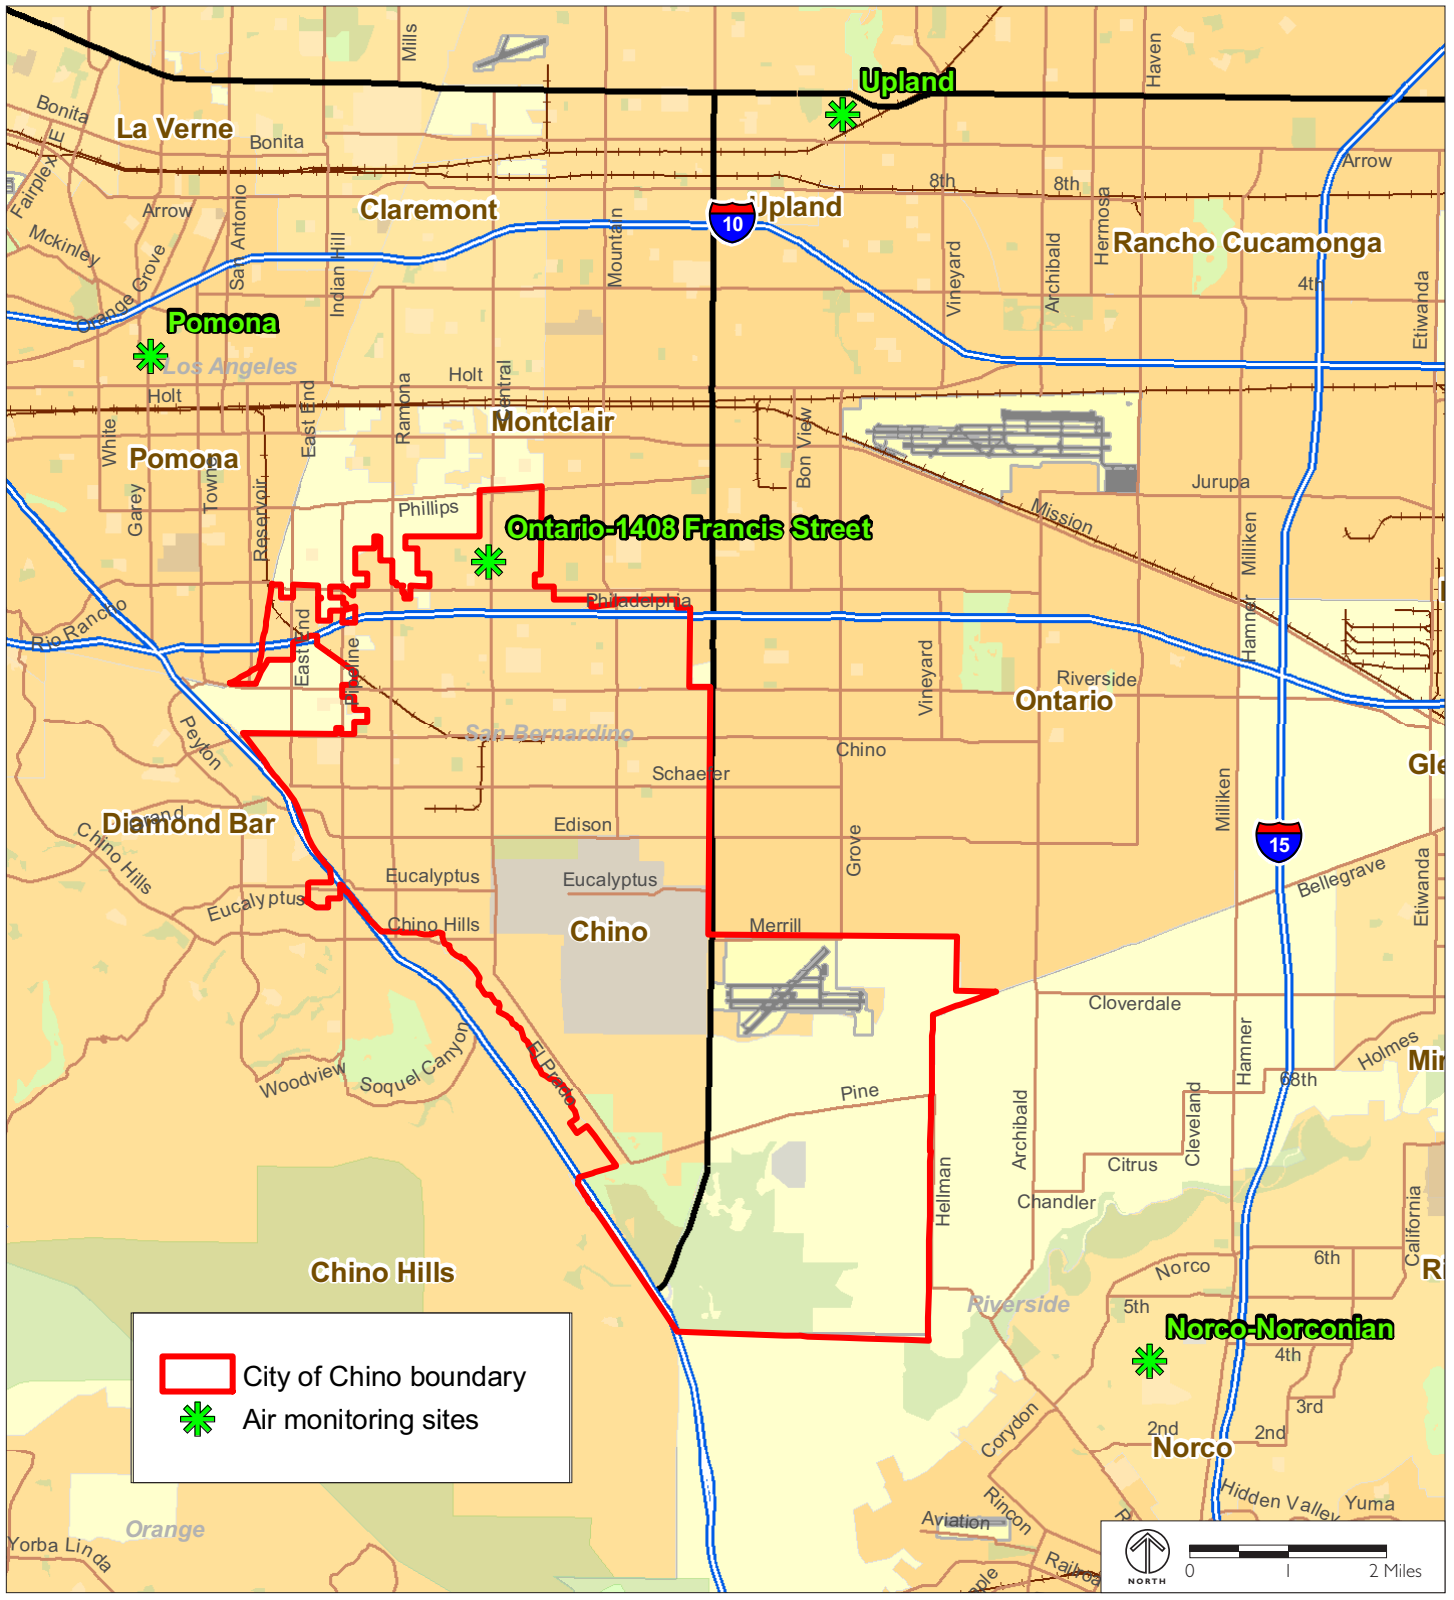 Mills
Haven
Upland
Bonita
La Verne
Bonita
Fairplex
E
Arrow
8th
8th
Arrow
San Antonio
Claremont
Mountain
Upland
10
Hermosa
Rancho Cucamonga
Mckinley
Orange Grove
Indian Hill
Vineyard
Archibald
4th
Etiwanda
Pomona
Los Angeles
Holt
Holt
Central
Ramona
East End
Montclair
White
Pomona
Bon View
Garey
Towne
Reservoir
Phillips
Jurupa
Mission
Milliken
Ontario-1408 Francis Street
Philadelphia
Rio Rancho
East End
Pipeline
Hamner
Vineyard
Riverside
Ontario
San Bernardino
Peyton
Chino
Schaefer
Gle
Milliken
Diamond Bar
Grand
Edison
Grove
15
Chino Hills
Eucalyptus
Eucalyptus
Eucalyptus
Bellegrave
Etiwanda
Chino Hills
Chino
Merrill
Cloverdale
Soquel Canyon
Woodview
El Prado
Hamner
Holmes
Mir
68th
Pine
Archibald
Cleveland
Citrus
Hellman
Chandler
California
Chino Hills
Norco
6th
Ri
Riverside
5th
Norco-Norconian
4th
City of Chino boundary
Air monitoring sites
3rd
Corydon
2nd
2nd
Norco
Rincon
Hidden Valley
Yuma
Orange
Aviation
Yorba Linda
Railroa
NORTH
0 1 2 Miles